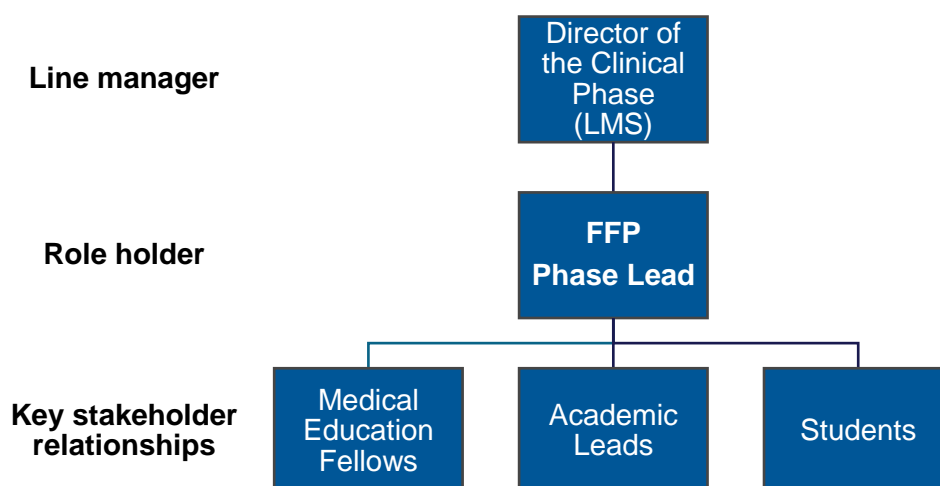 Line manager
Director of
the Clinical
Phase
(LMS)
Role holder
FFP
Phase Lead
Key stakeholder
relationships
Medical
Education
Fellows
Academic
Leads
Students